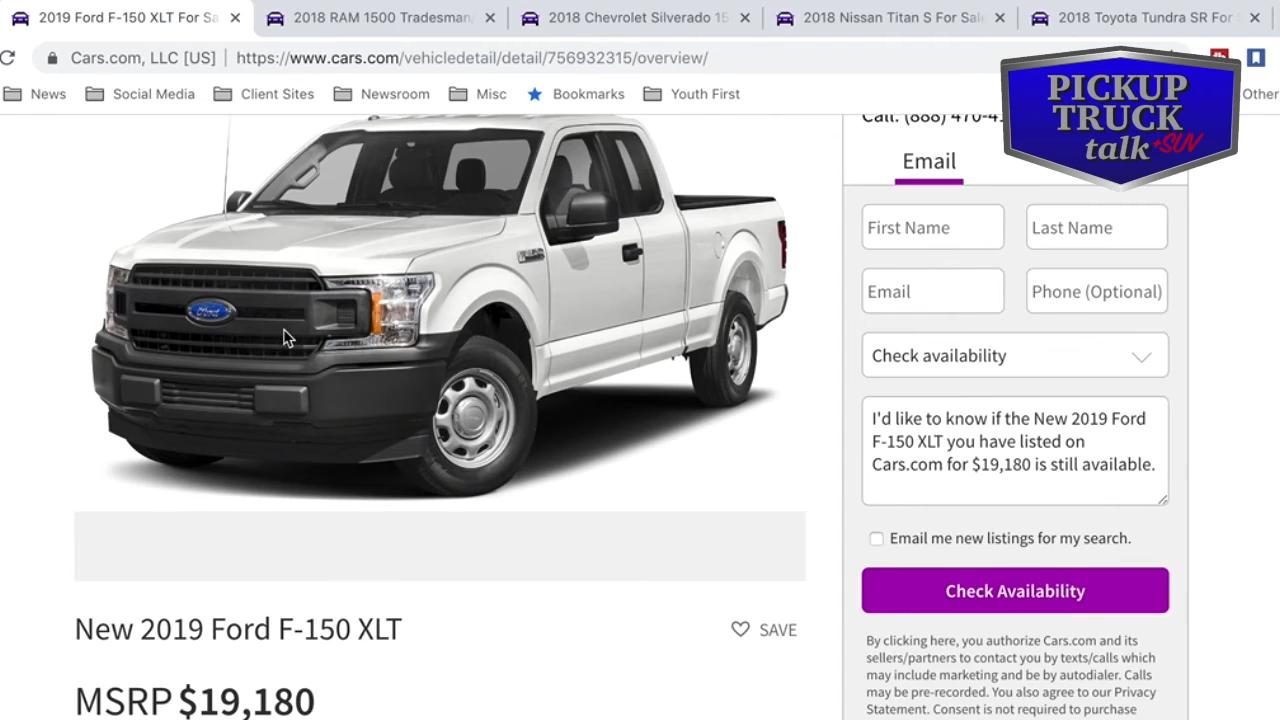 2019 Ford F-150 XLT For Sa
2018 RAM 1500 Tradesman,
2018 Chevrolet Silverado 15
2018 Nissan Titan S For Sale
2018 Toyota Tundra SR For S
Cars.com, LLC [US]
https://www.cars.com/vehicledetail/detail/756932315/overview/
News
Social Media
Client Sites
Newsroom
Misc
Bookmarks
Youth First
Other
PICKUP
TRUCK
talk +SUV
Call: (888) 470-4
Email
First Name
Last Name
Email
Phone (Optional)
Check availability
I'd like to know if the New 2019 Ford
F-150 XLT you have listed on
Cars.com for $19,180 is still available.
Email me new listings for my search.
Check Availability
By clicking here, you authorize Cars.com and its
sellers/partners to contact you by texts/calls which
may include marketing and be by autodialer. Calls
may be pre-recorded. You also agree to our Privacy
Statement. Consent is not required to purchase
Ford
New 2019 Ford F-150 XLT
SAVE
MSRP $19,180